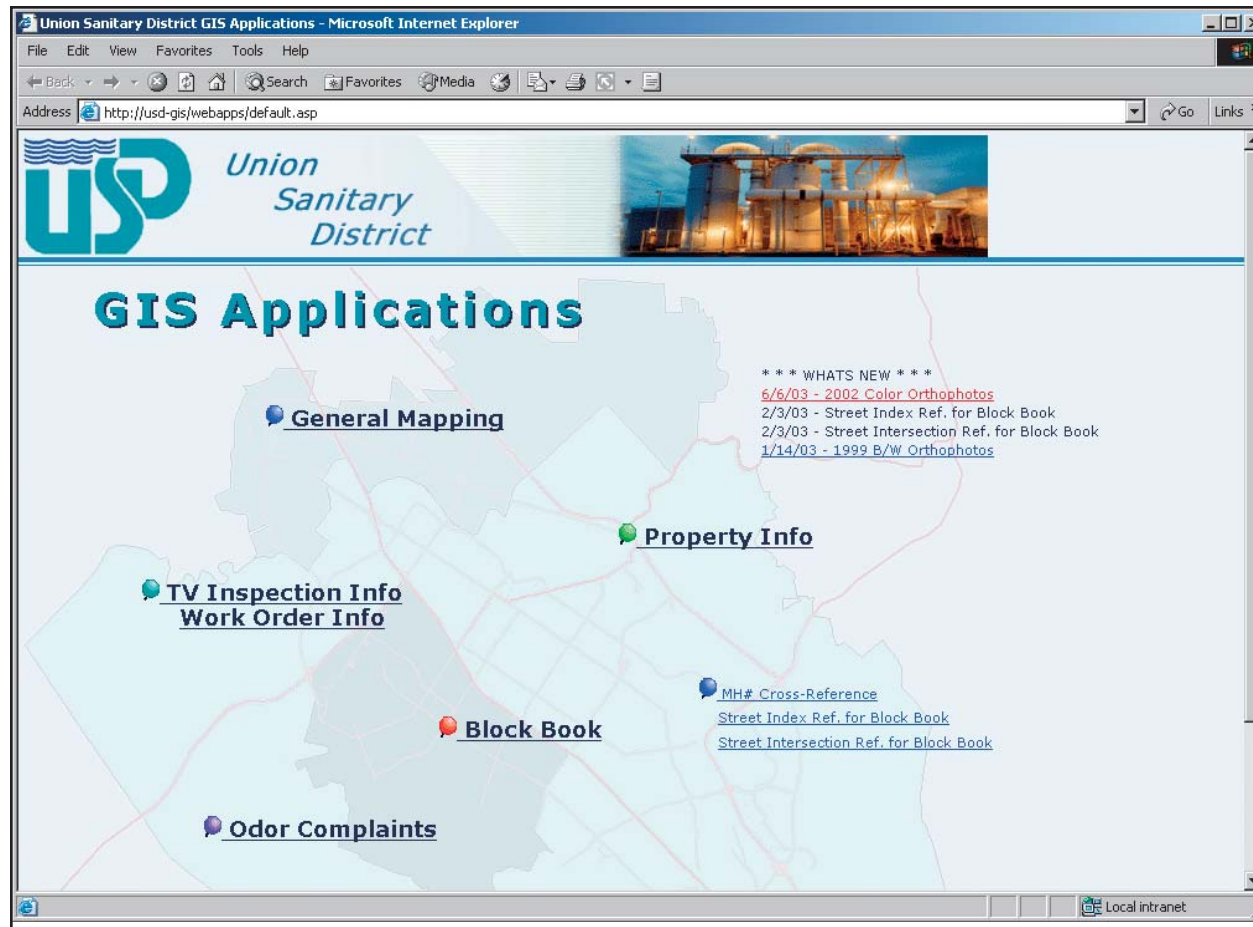 Union Sanitary District GIS Applications - Microsoft Internet Explorer
File Edit View Favorites Tools Help
Back Search Favorites Media
Address http://usd-gis/webapps/default.asp Go Links
USD
Union
Sanitary
District
GIS Applications
* * * WHATS NEW * * *
6/6/03 - 2002 Color Orthophotos
2/3/03 - Street Index Ref. for Block Book
2/3/03 - Street Intersection Ref. for Block Book
1/14/03 - 1999 B/W Orthophotos
General Mapping
Property Info
TV Inspection Info
Work Order Info
MH# Cross-Reference
Street Index Ref. for Block Book
Street Intersection Ref. for Block Book
Block Book
Odor Complaints
Local intranet